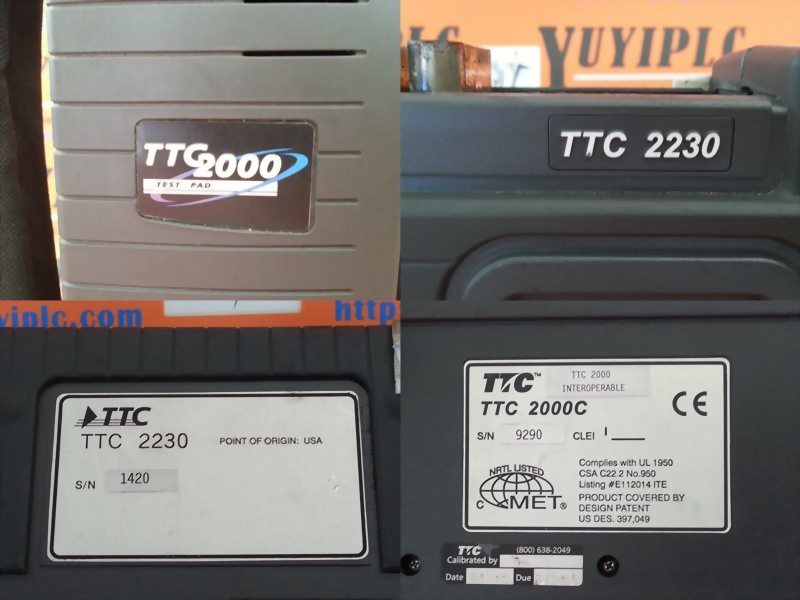 TTC2000
TEST PAD
YUYIPLC
TTC 2230
yiplc.com
http
TTC
TTC 2230
POINT OF ORIGIN: USA
S/N 1420
TTC™ TTC 2000
INTEROPERABLE
TTC 2000C
CE
S/N 9290 CLEI
NRTL LISTED
C MET®
Complies with UL 1950
CSA C22.2 No.950
Listing #E112014 ITE
PRODUCT COVERED BY
DESIGN PATENT
US DES. 397,049
TTC (800) 638-2049
Calibrated by
Date Due